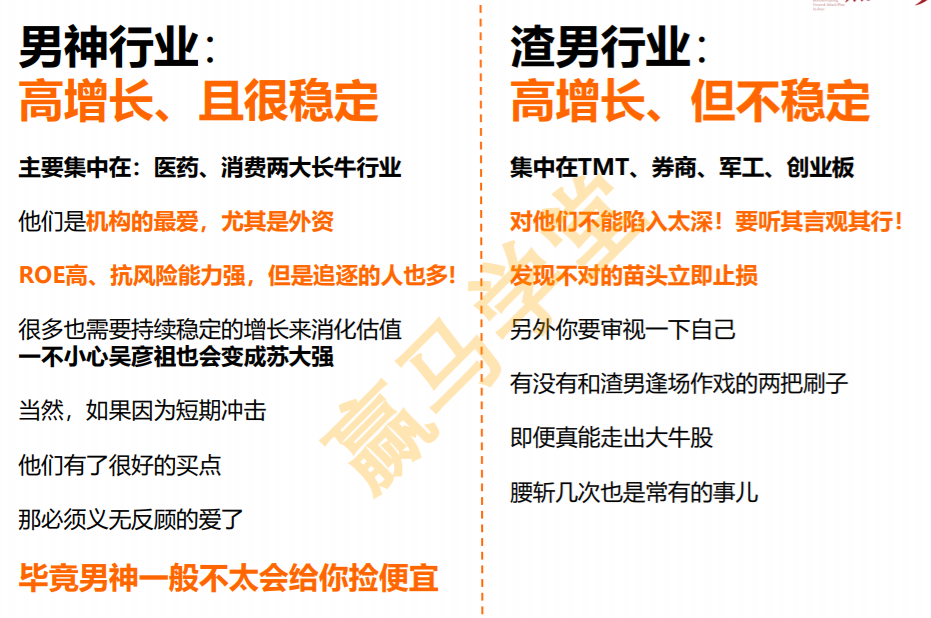 男神行业：
高增长、且很稳定
主要集中在：医药、消费两大长牛行业
他们是机构的最爱，尤其是外资
ROE高、抗风险能力强，但是追逐的人也多!
很多也需要持续稳定的增长来消化估值
一不小心吴彦祖也会变成苏大强
当然，如果因为短期冲击
他们有了很好的买点
那必须义无反顾的爱了
毕竟男神一般不太会给你捡便宜
渣男行业：
高增长、但不稳定
集中在TMT、券商、军工、创业板
对他们不能陷入太深！要听其言观其行！
发现不对的苗头立即止损
另外你要审视一下自己
有没有和渣男逢场作戏的两把刷子
即便真能走出大牛股
腰斩几次也是常有的事儿
赢马学堂